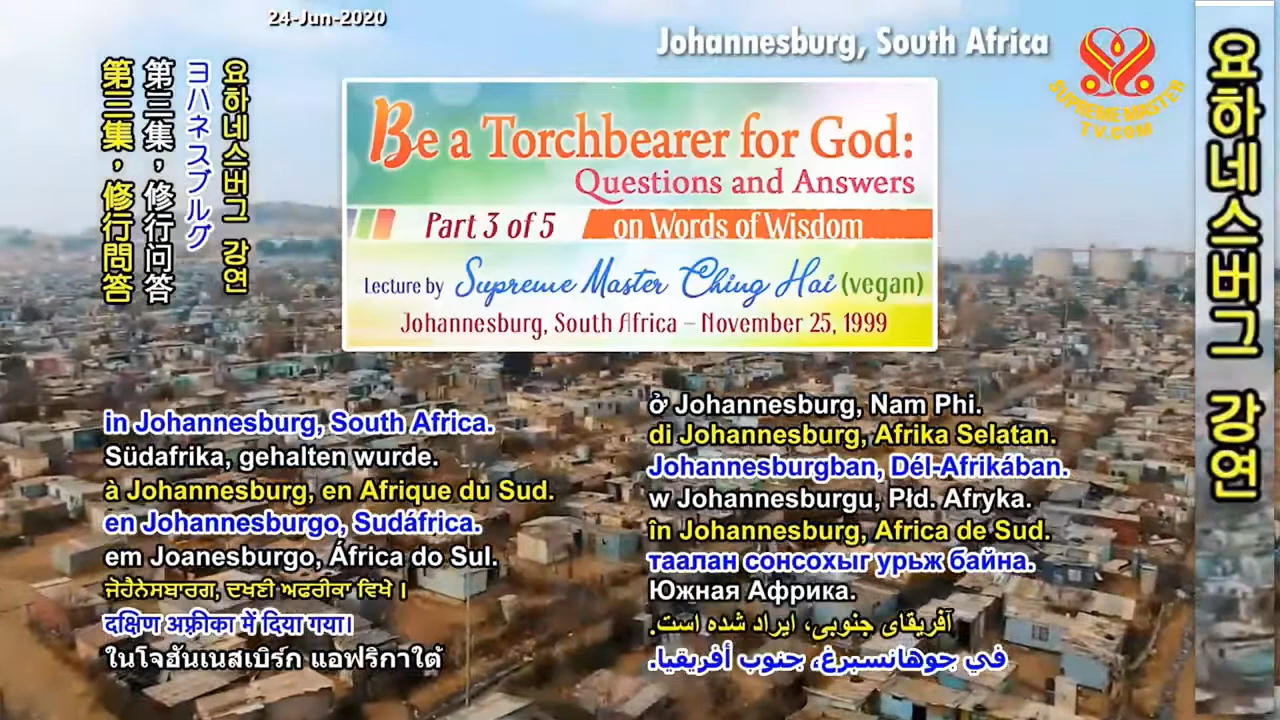 24-Jun-2020
Johannesburg, South Africa
SUPREME MASTER
TV.COM
요하네스버그 강연
ヨハネスブルグ
第三集，修行问答
第三集，修行問答
Be a Torchbearer for God:
Questions and Answers
Part 3 of 5
on Words of Wisdom
Lecture by Supreme Master Ching Hai (vegan)
Johannesburg, South Africa – November 25, 1999
in Johannesburg, South Africa.
Südafrika, gehalten wurde.
à Johannesburg, en Afrique du Sud.
en Johannesburgo, Sudáfrica.
em Joanesburgo, África do Sul.
ਜੋਹੈਨੇਸਬਾਰਗ, ਦਖਣੀ ਅਫਰੀਕਾ ਵਿਖੇ ।
दक्षिण अफ़्रीका में दिया गया।
ในโจฮันเนสเบิร์ก แอฟริกาใต้
ở Johannesburg, Nam Phi.
di Johannesburg, Afrika Selatan.
Johannesburgban, Dél-Afrikában.
w Johannesburgu, Płd. Afryka.
în Johannesburg, Africa de Sud.
таалан сонсохыг урьж байна.
Южная Африка.
آفریقای جنوبی، ایراد شده است.
في جوهانسبرغ، جنوب أفريقيا.
요하네스버그 강연